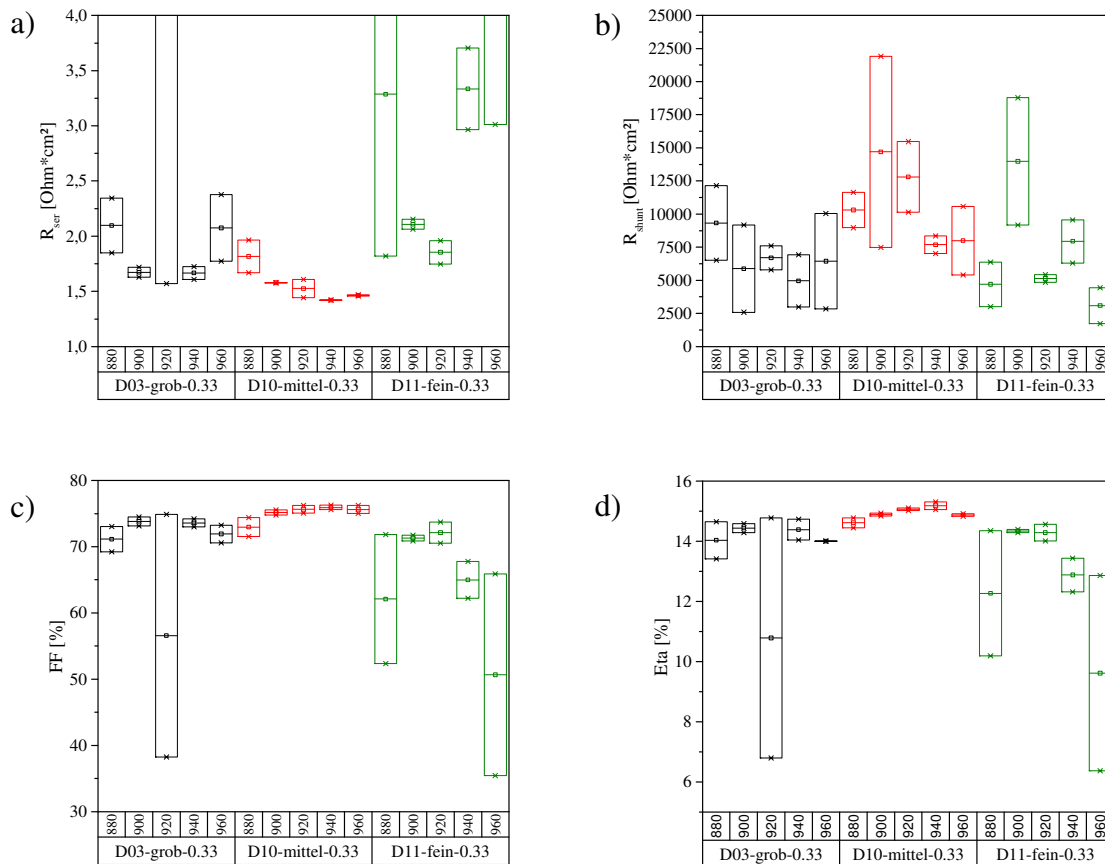 a)
R_ser [Ohm*cm²]
4,0
3,5
3,0
2,5
2,0
1,5
1,0
880 900 920 940 960 880 900 920 940 960 880 900 920 940 960
D03-grob-0.33 D10-mittel-0.33 D11-fein-0.33
b)
R_shunt [Ohm*cm²]
25000
22500
20000
17500
15000
12500
10000
7500
5000
2500
0
880 900 920 940 960 880 900 920 940 960 880 900 920 940 960
D03-grob-0.33 D10-mittel-0.33 D11-fein-0.33
c)
FF [%]
80
70
60
50
40
30
880 900 920 940 960 880 900 920 940 960 880 900 920 940 960
D03-grob-0.33 D10-mittel-0.33 D11-fein-0.33
d)
Eta [%]
16
14
12
10
8
6
880 900 920 940 960 880 900 920 940 960 880 900 920 940 960
D03-grob-0.33 D10-mittel-0.33 D11-fein-0.33